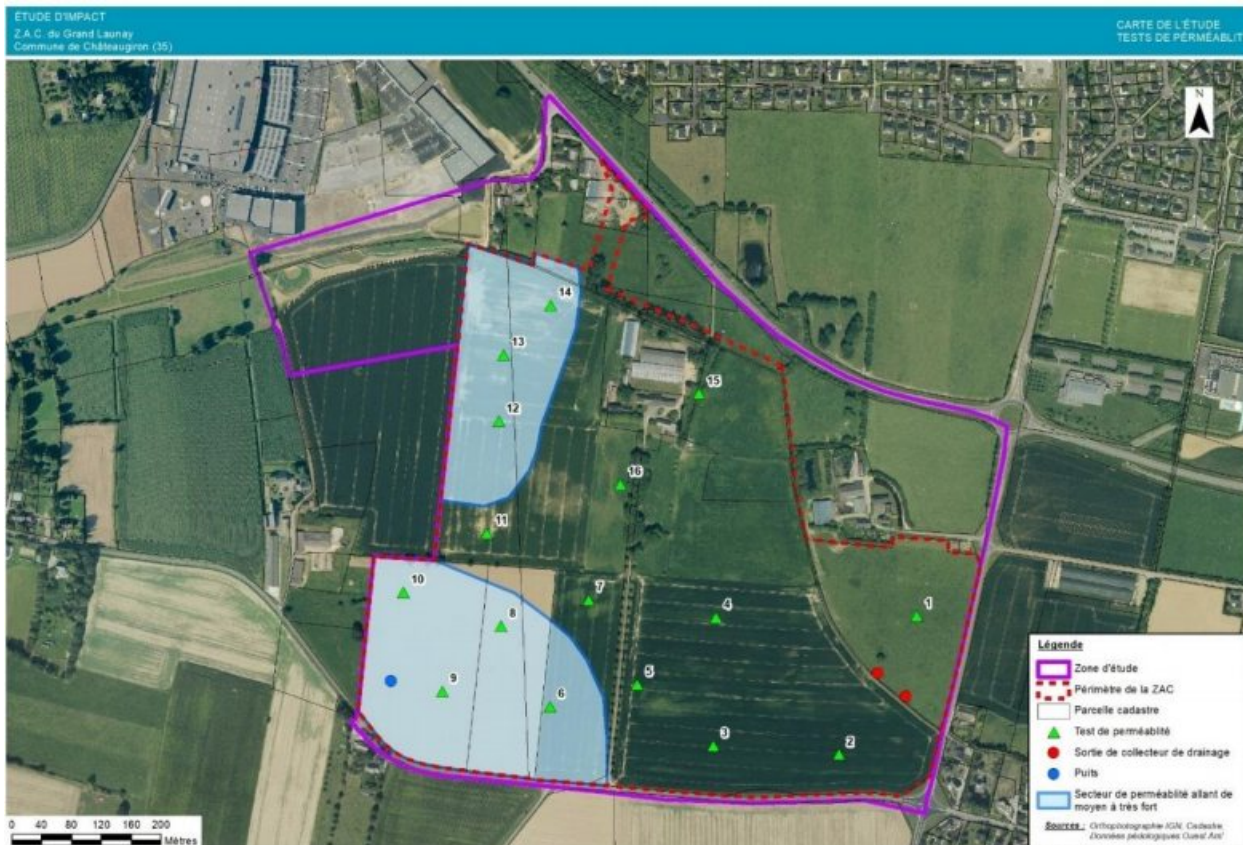 ÉTUDE D'IMPACT
Z.A.C. du Grand Launay
Commune de Châteaugiron (35)
CARTE DE L'ÉTUDE
TESTS DE PÉRMÉABLIT
N
14
13
12
15
16
11
10
8
7
4
1
9
6
5
3
2
Légende
Zone d'étude
Périmètre de la ZAC
Parcelle cadastre
Test de perméablité
Sortie de collecteur de drainage
Puits
Secteur de perméablité allant de
moyen à très fort
Sources : Orthophotographie IGN, Cadastre,
Données pédologiques Ouest Am'
0 40 80 120 160 200
Mètres